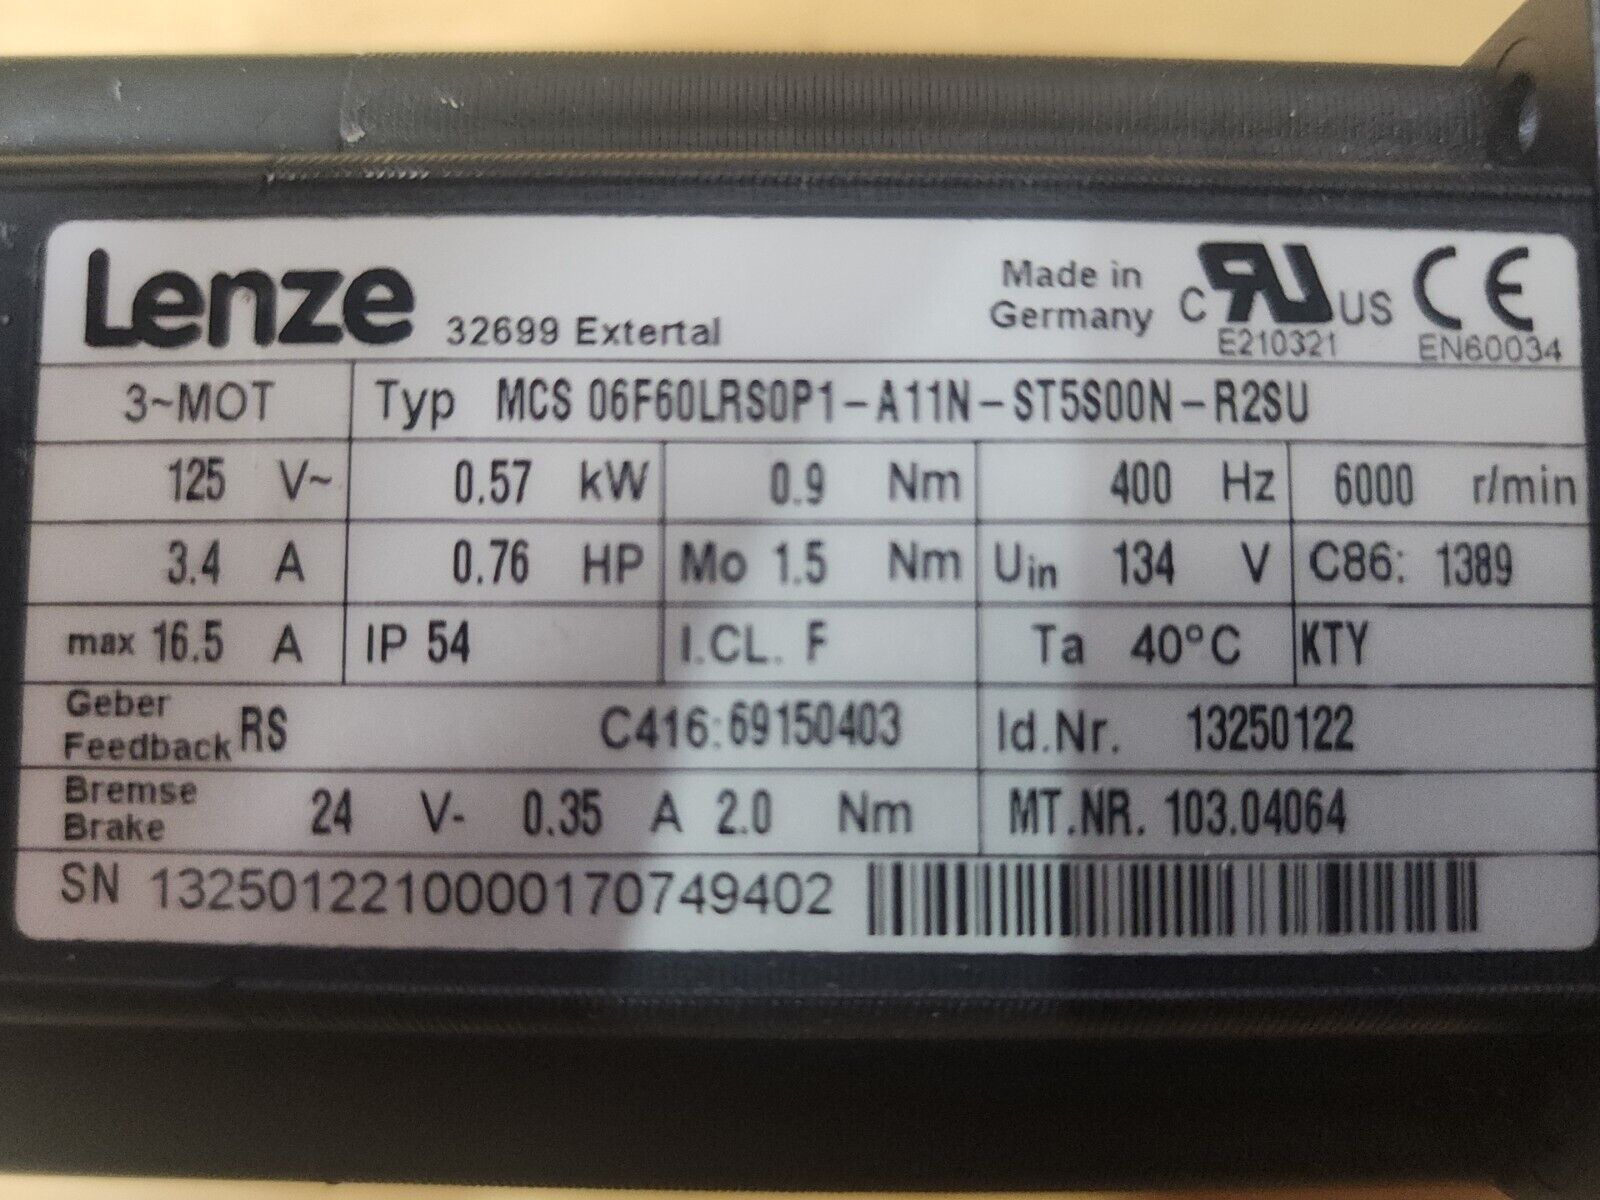 Lenze 32699 Extertal Made in Germany c RU US E210321 CE EN60034
3~MOT Typ MCS 06F60LRS0P1-A11N-ST5S00N-R2SU
125 V~ 0.57 kW 0.9 Nm 400 Hz 6000 r/min
3.4 A 0.76 HP Mo 1.5 Nm Uin 134 V C86: 1389
max 16.5 A IP 54 I.CL. F Ta 40°C KTY
Geber
Feedback RS C416:69150403 Id.Nr. 13250122
Bremse
Brake 24 V- 0.35 A 2.0 Nm MT.NR. 103.04064
SN 1325012210000170749402